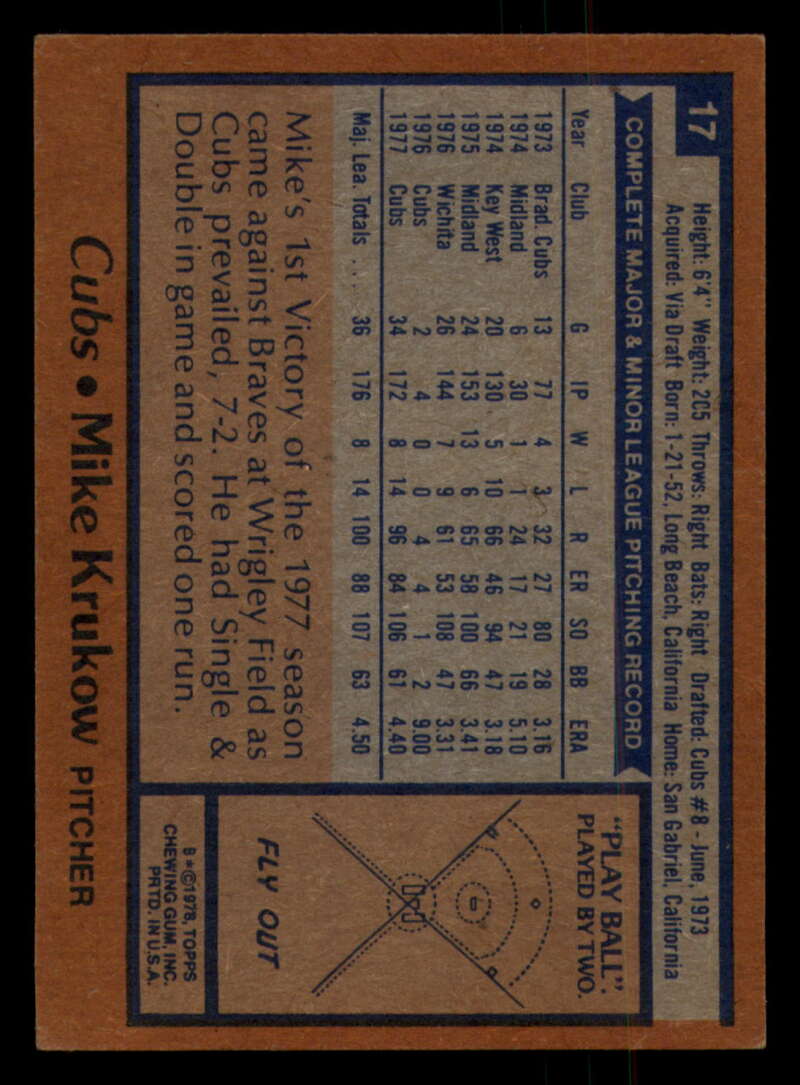 17
Height: 6'4" Weight: 205 Throws: Right Bats: Right Drafted: Cubs #8 - June, 1973
Acquired: Via Draft Born: 1-21-52, Long Beach, California Home: San Gabriel, California
COMPLETE MAJOR & MINOR LEAGUE PITCHING RECORD
Year Club G IP W L R ER SO BB ERA
1973 Brad. Cubs 13 77 4 3 32 27 80 28 3.16
1974 Midland 6 30 1 1 24 17 21 19 5.10
1974 Key West 20 130 5 10 66 46 94 47 3.18
1975 Midland 24 153 13 6 65 58 100 66 3.41
1976 Wichita 26 144 7 9 61 53 108 47 3.31
1976 Cubs 2 4 0 0 4 4 1 2 9.00
1977 Cubs 34 172 8 14 96 84 106 61 4.40
Maj. Lea. Totals ... 36 176 8 14 100 88 107 63 4.50
Mike's 1st Victory of the 1977 season
came against Braves at Wrigley Field as
Cubs prevailed, 7-2. He had Single &
Double in game and scored one run.
"PLAY BALL".
PLAYED BY TWO.
FLY OUT
B*©1978, TOPPS
CHEWING GUM, INC.
PRTD. IN U.S.A.
Cubs • Mike Krukow PITCHER